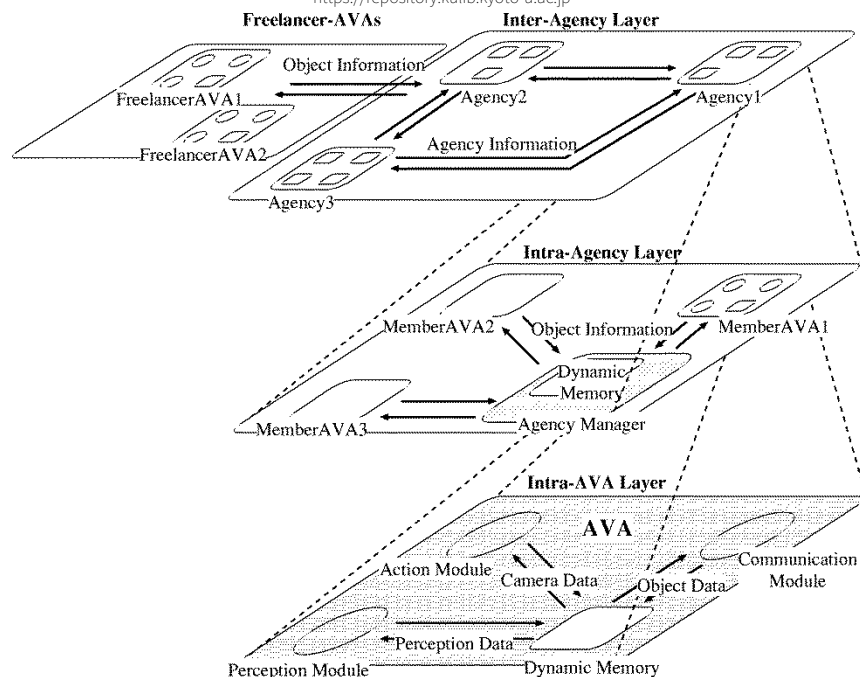 https://repository.kulib.kyoto-u.ac.jp
Freelancer-AVAs
Inter-Agency Layer
Object Information
FreelancerAVA1
Agency2
Agency1
FreelancerAVA2
Agency Information
Agency3
Intra-Agency Layer
MemberAVA2
Object Information
MemberAVA1
Dynamic
Memory
MemberAVA3
Agency Manager
Intra-AVA Layer
AVA
Action Module
Camera Data
Object Data
Communication
Module
Perception Data
Perception Module
Dynamic Memory